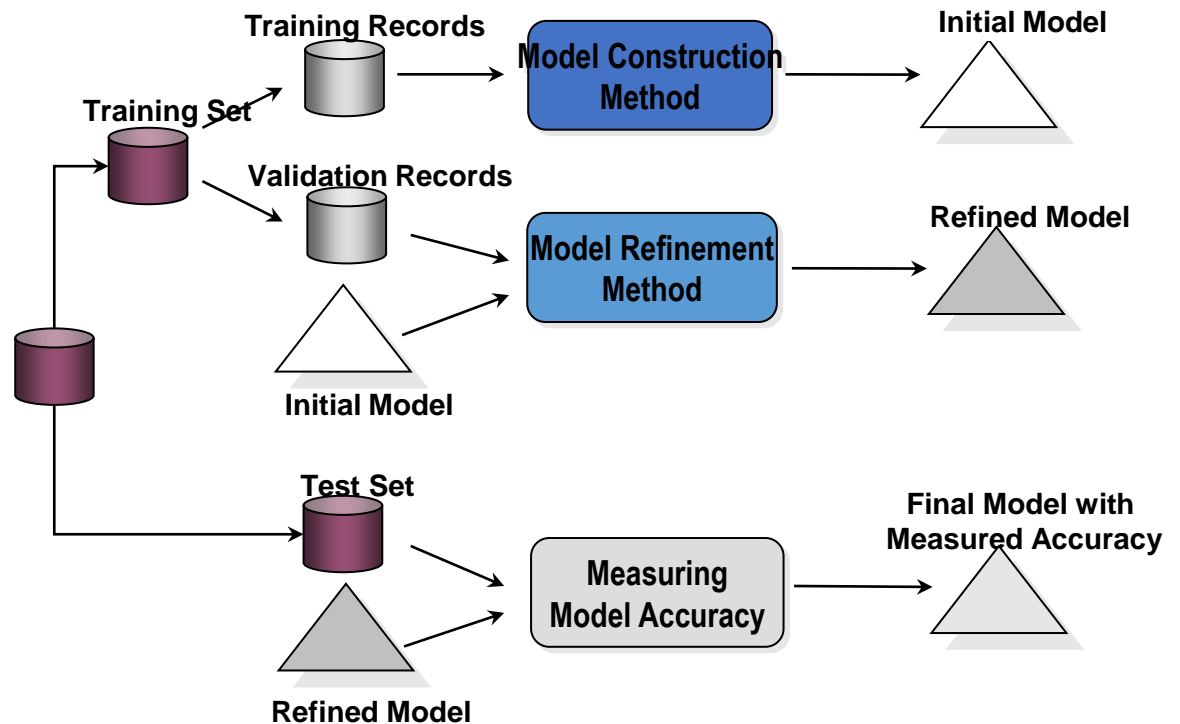 Training Records
Model Construction
Method
Initial Model
Training Set
Validation Records
Model Refinement
Method
Refined Model
Initial Model
Test Set
Measuring
Model Accuracy
Final Model with
Measured Accuracy
Refined Model